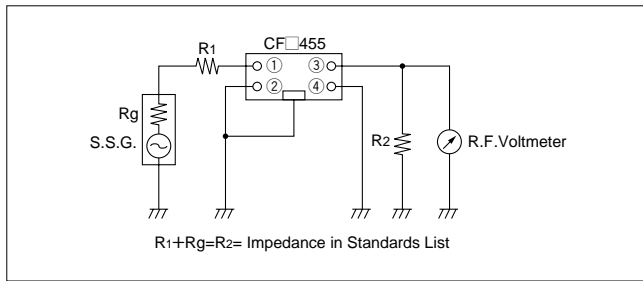 CF□455
R1
① ③
② ④
Rg
S.S.G.
R2
R.F.Voltmeter
R1+Rg=R2= Impedance in Standards List